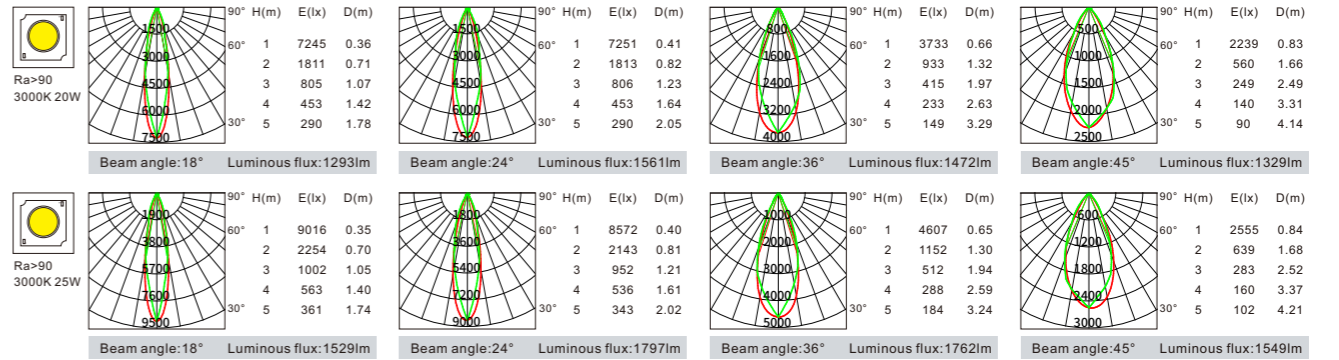 Ra>90
3000K 20W
1500
3000
4500
6000
7500
90° H(m) E(lx) D(m)
60° 1 7245 0.36
2 1811 0.71
3 805 1.07
4 453 1.42
30° 5 290 1.78
Beam angle:18° Luminous flux:1293lm
1500
3000
4500
6000
7500
90° H(m) E(lx) D(m)
60° 1 7251 0.41
2 1813 0.82
3 806 1.23
4 453 1.64
30° 5 290 2.05
Beam angle:24° Luminous flux:1561lm
800
1600
2400
3200
4000
90° H(m) E(lx) D(m)
60° 1 3733 0.66
2 933 1.32
3 415 1.97
4 233 2.63
30° 5 149 3.29
Beam angle:36° Luminous flux:1472lm
500
1000
1500
2000
2500
90° H(m) E(lx) D(m)
60° 1 2239 0.83
2 560 1.66
3 249 2.49
4 140 3.31
30° 5 90 4.14
Beam angle:45° Luminous flux:1329lm
Ra>90
3000K 25W
1900
3800
5700
7600
9500
90° H(m) E(lx) D(m)
60° 1 9016 0.35
2 2254 0.70
3 1002 1.05
4 563 1.40
30° 5 361 1.74
Beam angle:18° Luminous flux:1529lm
1800
3600
5400
7200
9000
90° H(m) E(lx) D(m)
60° 1 8572 0.40
2 2143 0.81
3 952 1.21
4 536 1.61
30° 5 343 2.02
Beam angle:24° Luminous flux:1797lm
1000
2000
3000
4000
5000
90° H(m) E(lx) D(m)
60° 1 4607 0.65
2 1152 1.30
3 512 1.94
4 288 2.59
30° 5 184 3.24
Beam angle:36° Luminous flux:1762lm
600
1200
1800
2400
3000
90° H(m) E(lx) D(m)
60° 1 2555 0.84
2 639 1.68
3 283 2.52
4 160 3.37
30° 5 102 4.21
Beam angle:45° Luminous flux:1549lm